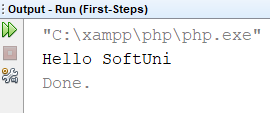 Output - Run (First-Steps)
"C:\xampp\php\php.exe"
Hello SoftUni
Done.